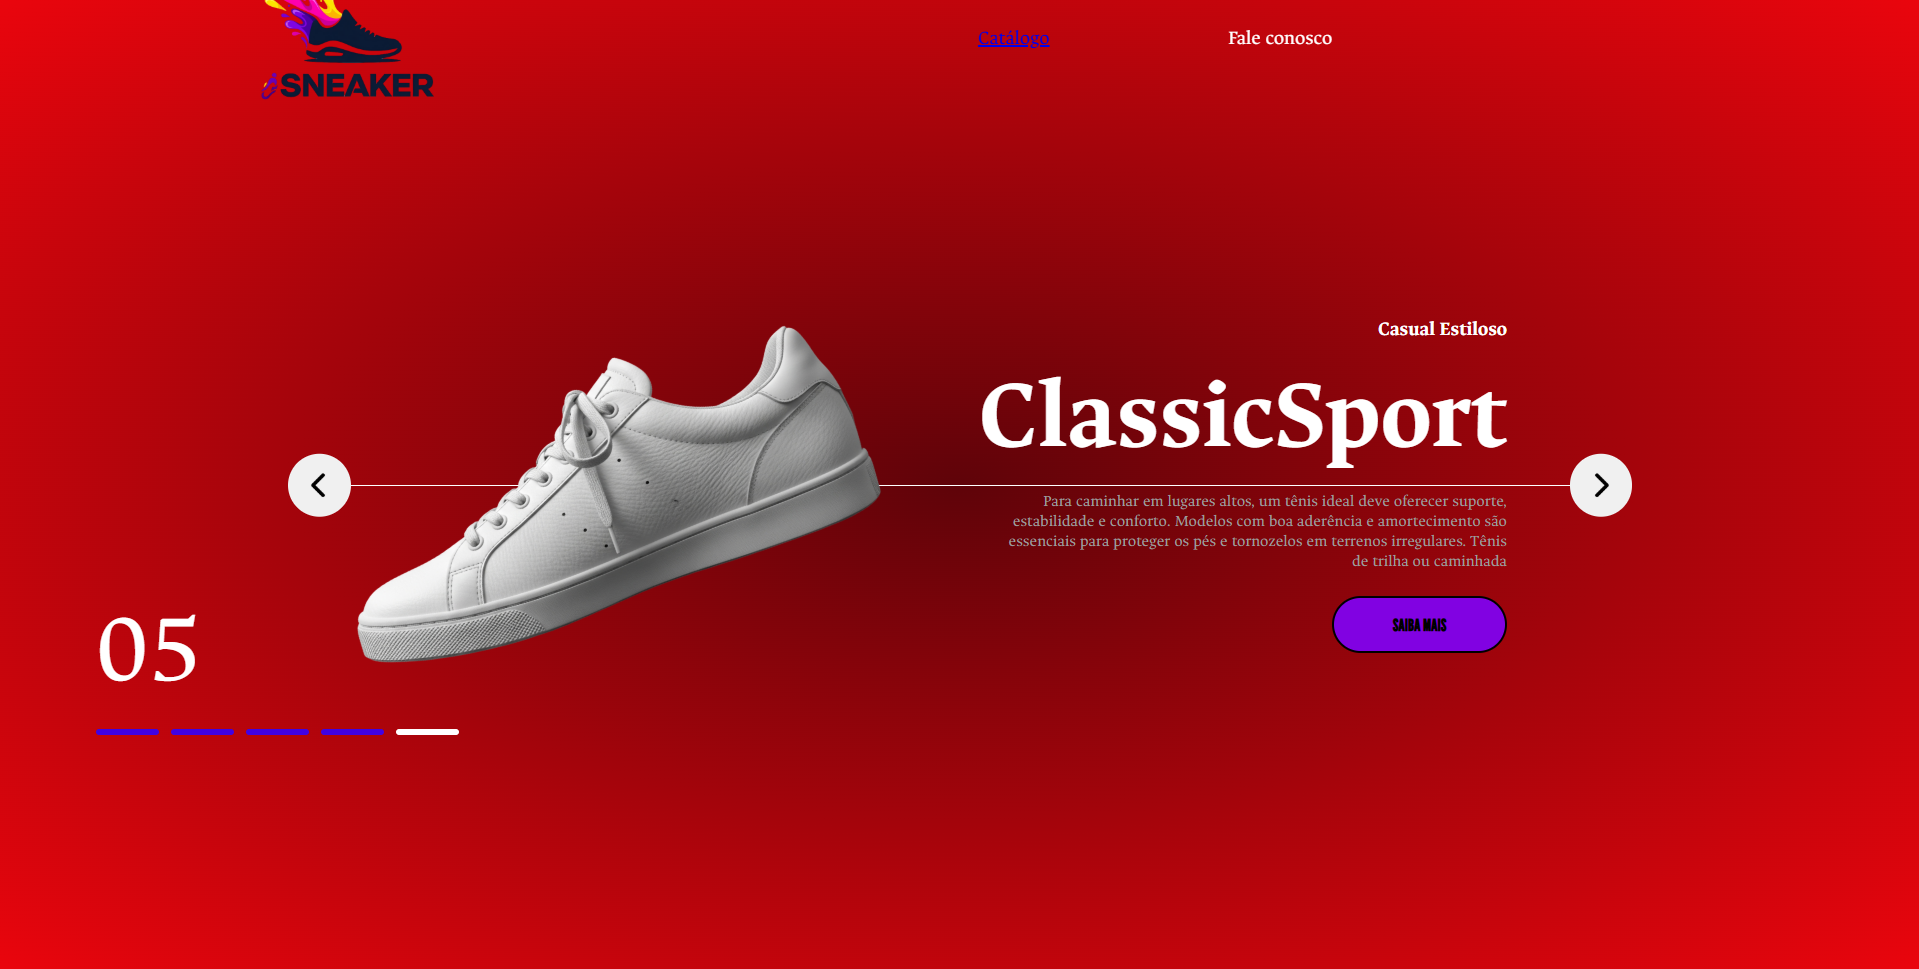 SNEAKER
Catálogo
Fale conosco
Casual Estiloso
ClassicSport
Para caminhar em lugares altos, um tênis ideal deve oferecer suporte,
estabilidade e conforto. Modelos com boa aderência e amortecimento são
essenciais para proteger os pés e tornozelos em terrenos irregulares. Tênis
de trilha ou caminhada
SAIBA MAIS
05